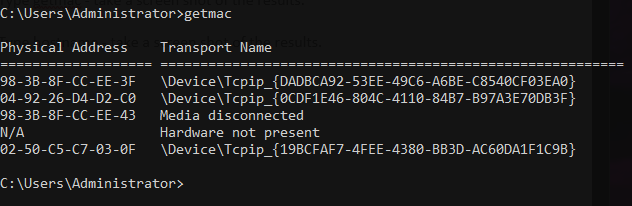 C:\Users\Administrator>getmac
Physical Address    Transport Name
=================== ==========================================================
98-3B-8F-CC-EE-3F   \Device\Tcpip_{DADBCA92-53EE-49C6-A6BE-C8540CF03EA0}
04-92-26-D4-D2-C0   \Device\Tcpip_{0CDF1E46-804C-4110-84B7-B97A3E70DB3F}
98-3B-8F-CC-EE-43   Media disconnected
N/A                 Hardware not present
02-50-C5-C7-03-0F   \Device\Tcpip_{19BCFAF7-4FEE-4380-BB3D-AC60DA1F1C9B}
C:\Users\Administrator>